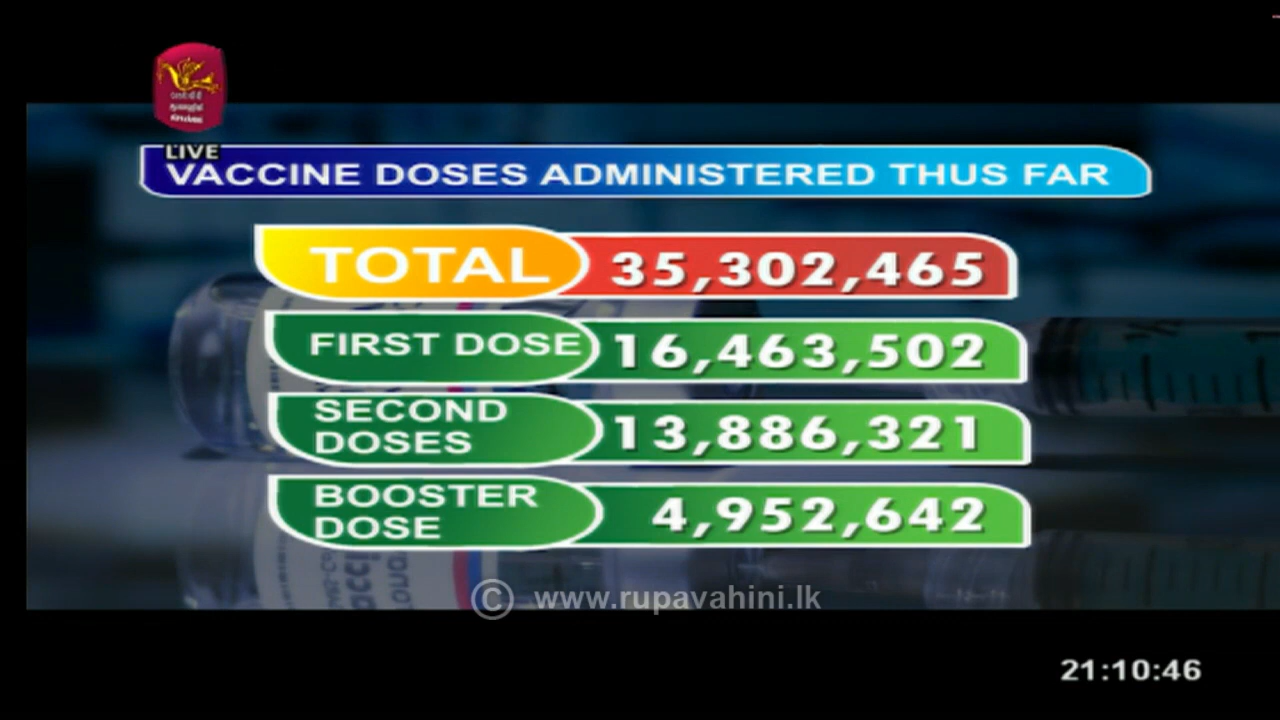 LIVE
VACCINE DOSES ADMINISTERED THUS FAR
TOTAL 35,302,465
FIRST DOSE 16,463,502
SECOND
DOSES
13,886,321
BOOSTER
DOSE
4,952,642
© www.rupavahini.lk
21:10:46